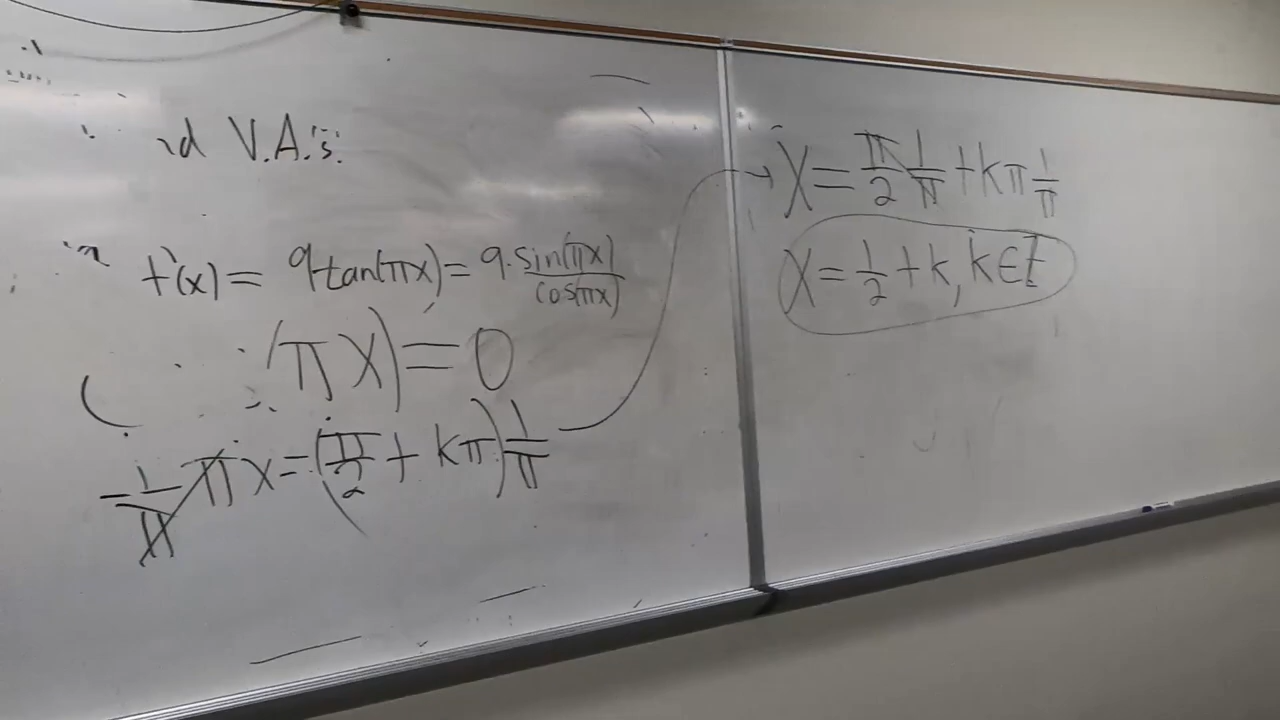 V.A.'s.
f(x) = 9tan(πx) = 9·sin(πx)/cos(πx)
(πx) = 0
1/π πx = (π/2 + kπ) 1/π
x = π/2 1/π + kπ 1/π
x = 1/2 + k, k∈Z